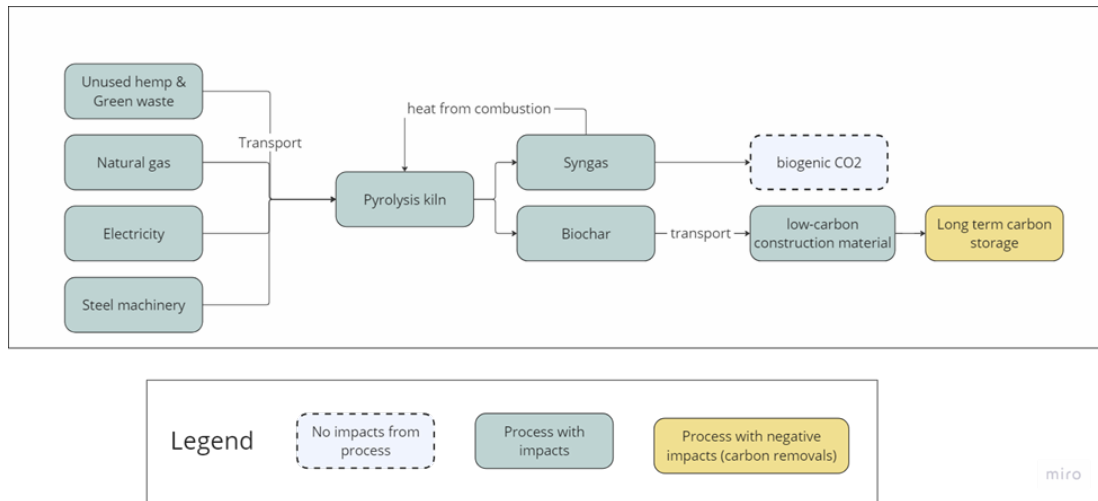 Unused hemp &
Green waste
Natural gas
Electricity
Steel machinery
Transport
heat from combustion
Pyrolysis kiln
Syngas
Biochar
transport
biogenic CO2
low-carbon
construction material
Long term carbon
storage
Legend
No impacts from
process
Process with
impacts
Process with negative
impacts (carbon removals)
miro